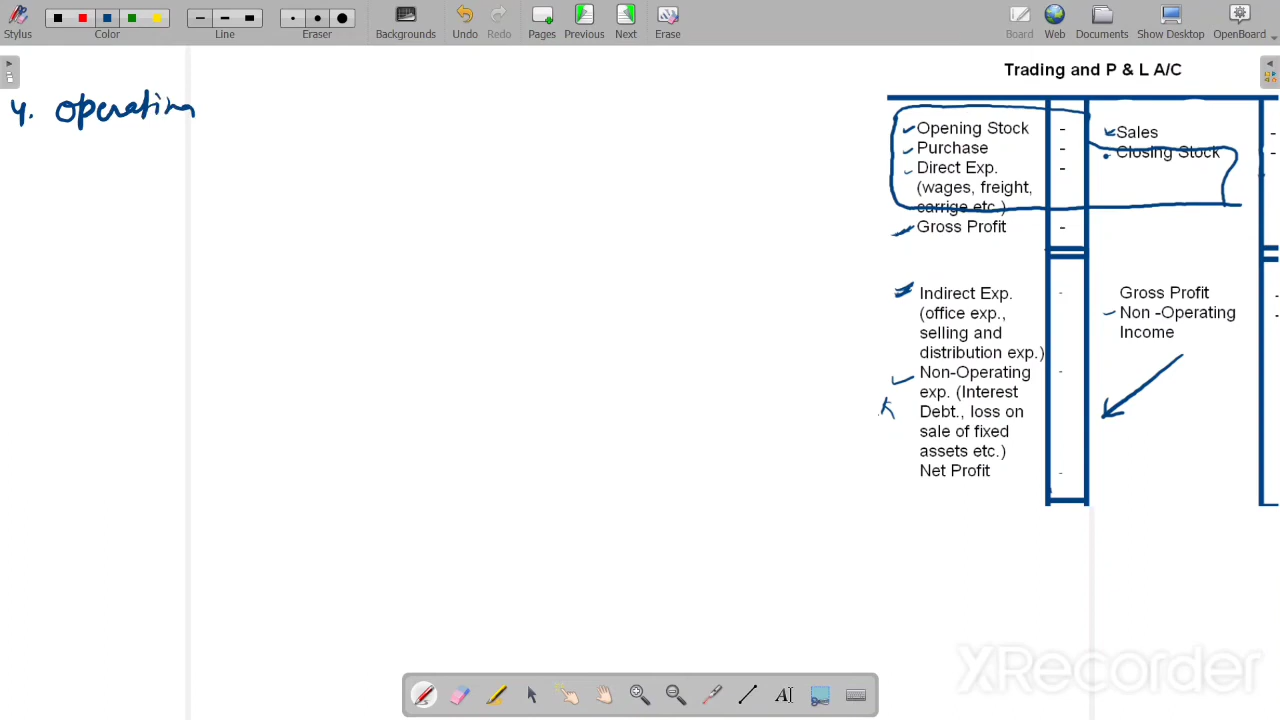 Stylus
Color
Line
Eraser
Backgrounds
Undo
Redo
Pages
Previous
Next
Erase
Board
Web
Documents
Show Desktop
OpenBoard
4. operating
Trading and P & L A/C
Opening Stock -
Purchase -
Direct Exp. -
(wages, freight,
carrige etc.)
Gross Profit -
Sales -
Closing Stock -
Indirect Exp. -
(office exp.,
selling and
distribution exp.)
Non-Operating -
exp. (Interest
Debt., loss on
sale of fixed
assets etc.)
Net Profit -
Gross Profit -
Non -Operating -
Income
AI
XRecorder